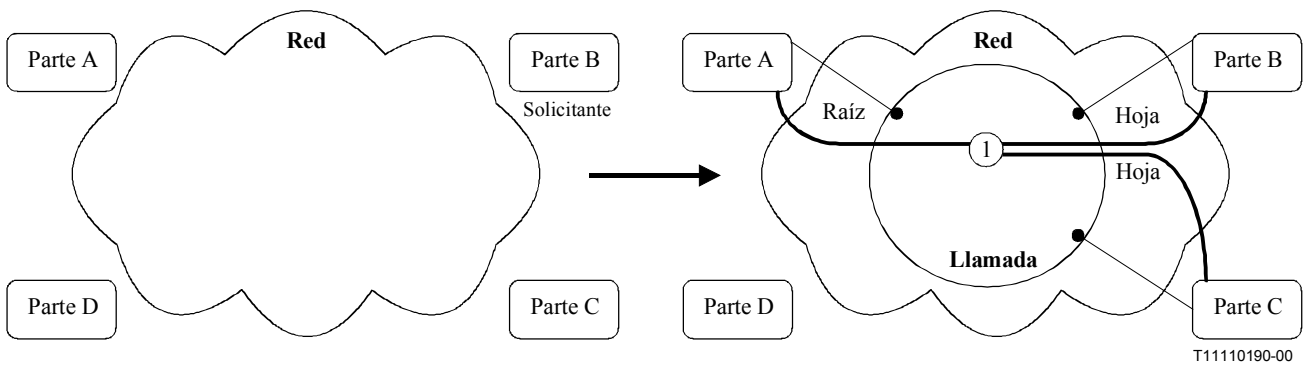 Red
Parte A
Parte B
Solicitante
Parte D
Parte C
Red
Parte A
Parte B
Raíz
Hoja
1
Hoja
Llamada
Parte D
Parte C
T11110190-00